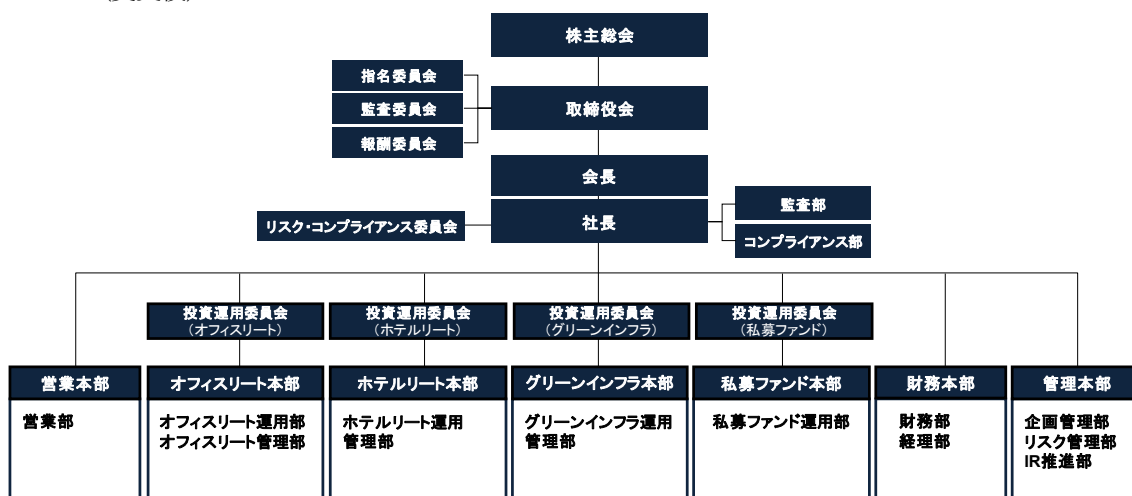 株主総会
指名委員会
監査委員会
報酬委員会
取締役会
会長
社長
リスク・コンプライアンス委員会
監査部
コンプライアンス部
投資運用委員会
(オフィスリート)
投資運用委員会
(ホテルリート)
投資運用委員会
(グリーンインフラ)
投資運用委員会
(私募ファンド)
営業本部
営業部
オフィスリート本部
オフィスリート運用部
オフィスリート管理部
ホテルリート本部
ホテルリート運用
管理部
グリーンインフラ本部
グリーンインフラ運用
管理部
私募ファンド本部
私募ファンド運用部
財務本部
財務部
経理部
管理本部
企画管理部
リスク管理部
IR推進部